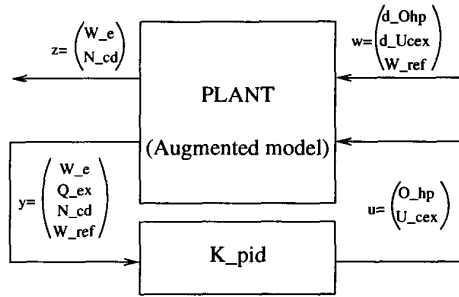 z= ( W_e
N_cd )
PLANT
(Augmented model)
w= ( d_Ohp
d_Ucex
W_ref )
y= ( W_e
Q_ex
N_cd
W_ref )
K_pid
u= ( O_hp
U_cex )